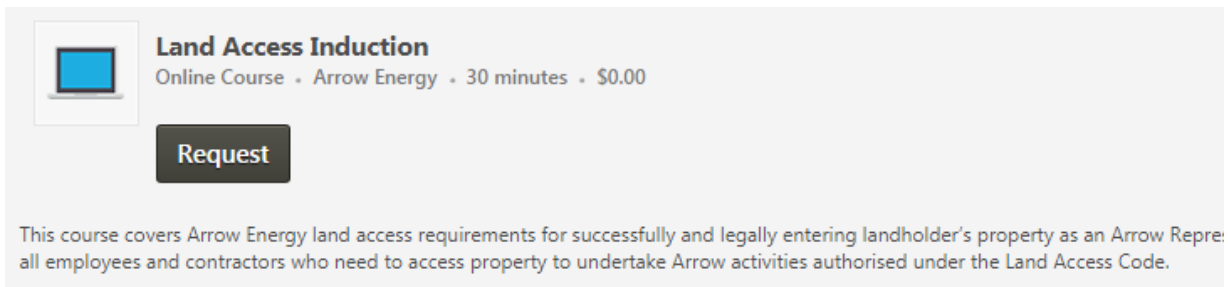 Land Access Induction
Online Course • Arrow Energy • 30 minutes • $0.00
Request
This course covers Arrow Energy land access requirements for successfully and legally entering landholder's property as an Arrow
all employees and contractors who need to access property to undertake Arrow activities authorised under the Land Access Code.